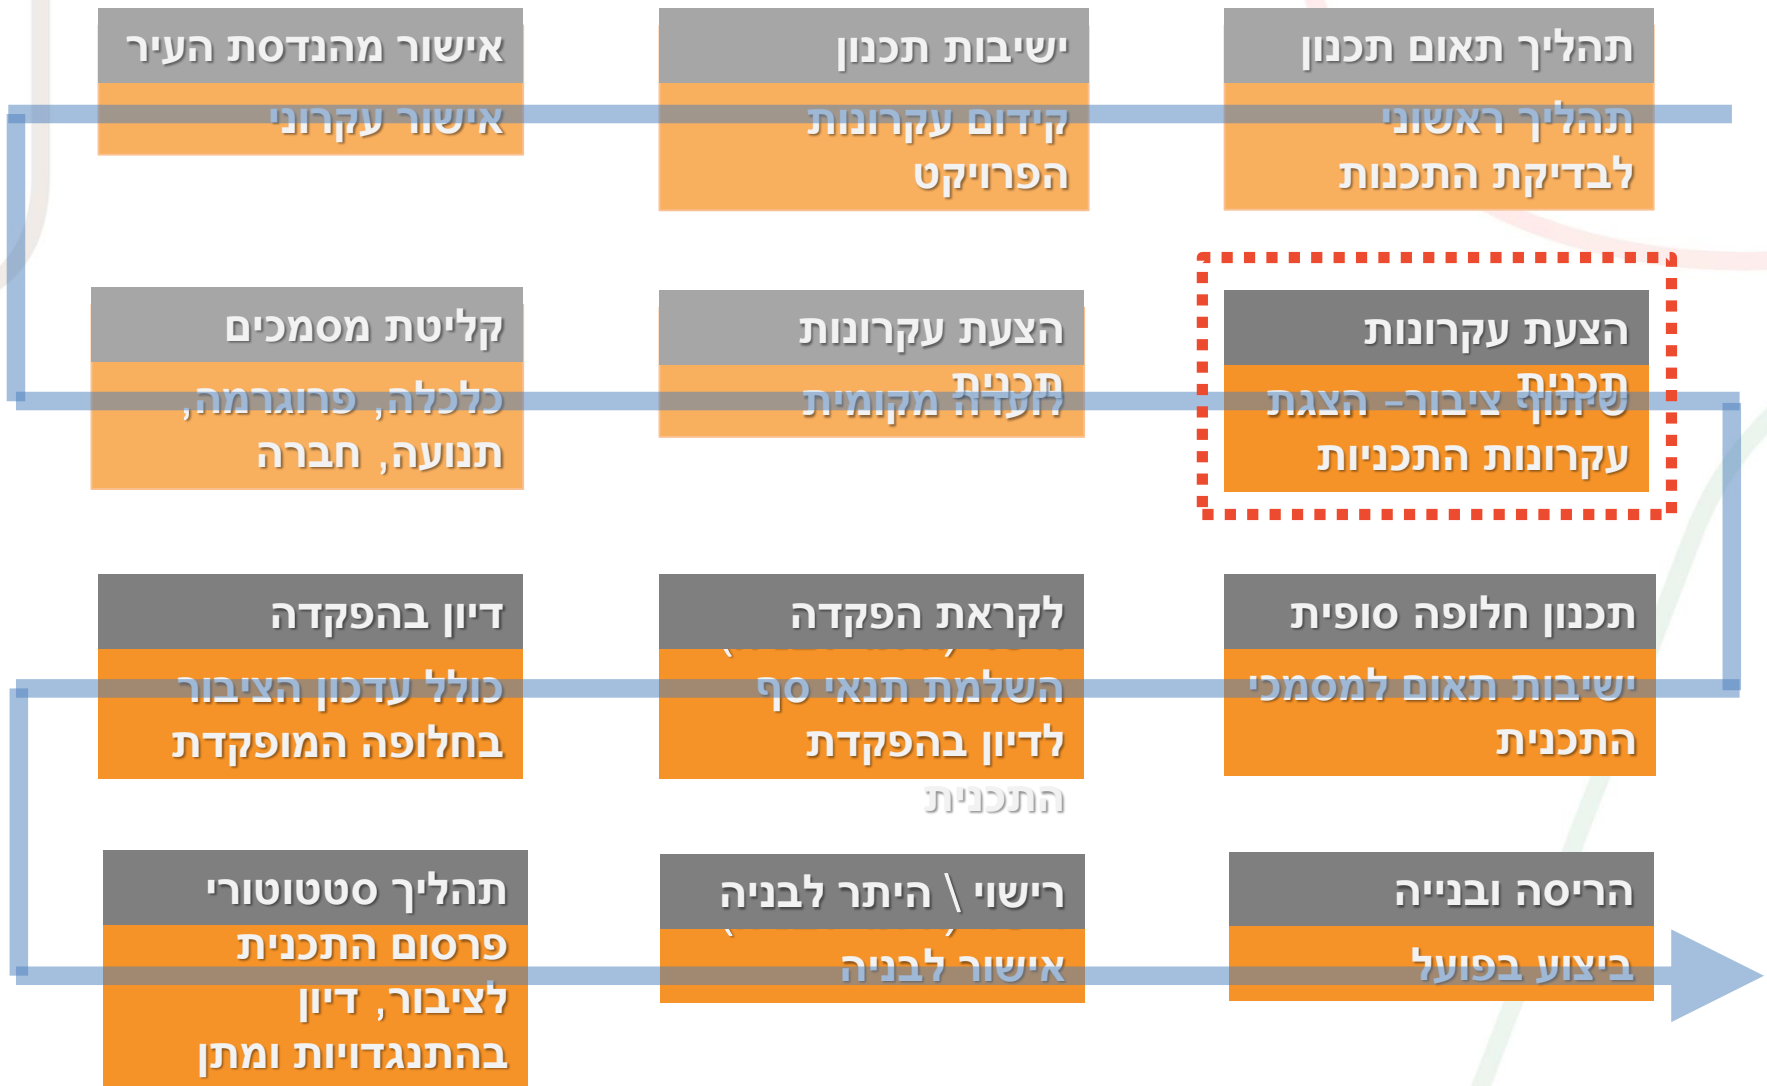 תהליך תאום תכנון
תהליך ראשוני
לבדיקת התכנות
ישיבות תכנון
קידום עקרונות
הפרויקט
אישור מהנדסת העיר
אישור עקרוני
קליטת מסמכים
כלכלה, פרוגרמה,
תנועה, חברה
הצעת עקרונות
תכנית
לועדה מקומית
הצעת עקרונות
תכנית
שיתוף ציבור– הצגת
עקרונות התכניות
תכנון חלופה סופית
ישיבות תאום למסמכי
התכנית
לקראת הפקדה
השלמת תנאי סף
לדיון בהפקדת
התכנית
דיון בהפקדה
כולל עדכון הציבור
בחלופה המופקדת
תהליך סטטוטורי
פרסום התכנית
לציבור, דיון
בהתנגדויות ומתן
רישוי \ היתר לבניה
אישור לבניה
הריסה ובנייה
ביצוע בפועל